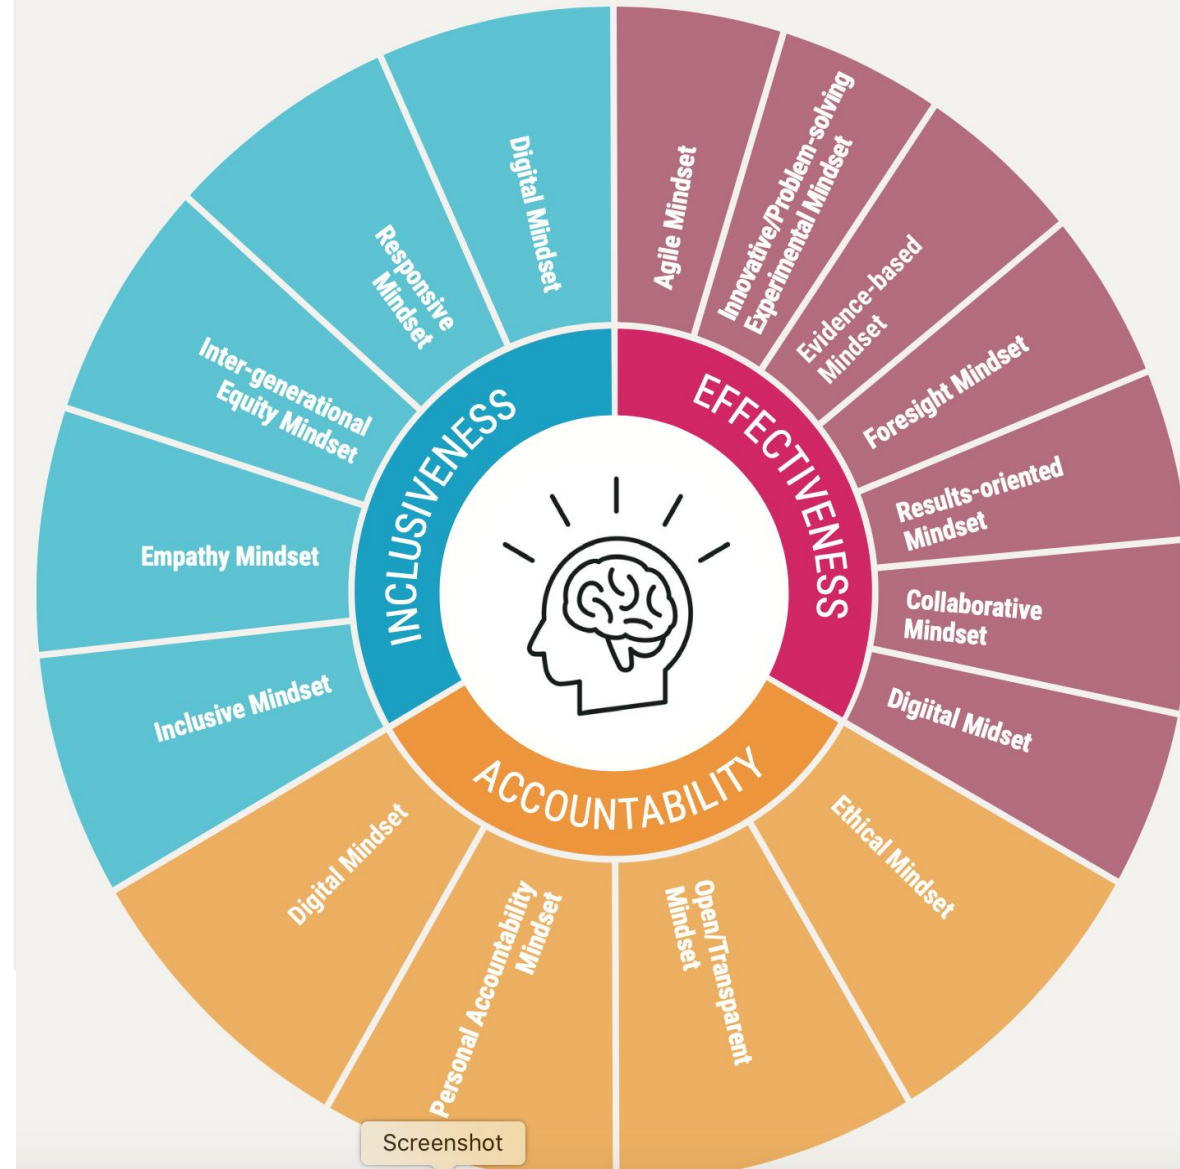 EFFECTIVENESS
Agile Mindset
Innovative/Problem-solving
Experimental Mindset
Evidence-based
Mindset
Foresight Mindset
Results-oriented
Mindset
Collaborative
Mindset
Digiital Midset
ACCOUNTABILITY
Ethical Mindset
Open/Transparent
Mindset
Personal Accountability
Mindset
Digital Mindset
INCLUSIVENESS
Inclusive Mindset
Empathy Mindset
Inter-generational
Equity Mindset
Responsive
Mindset
Digital Mindset
Screenshot